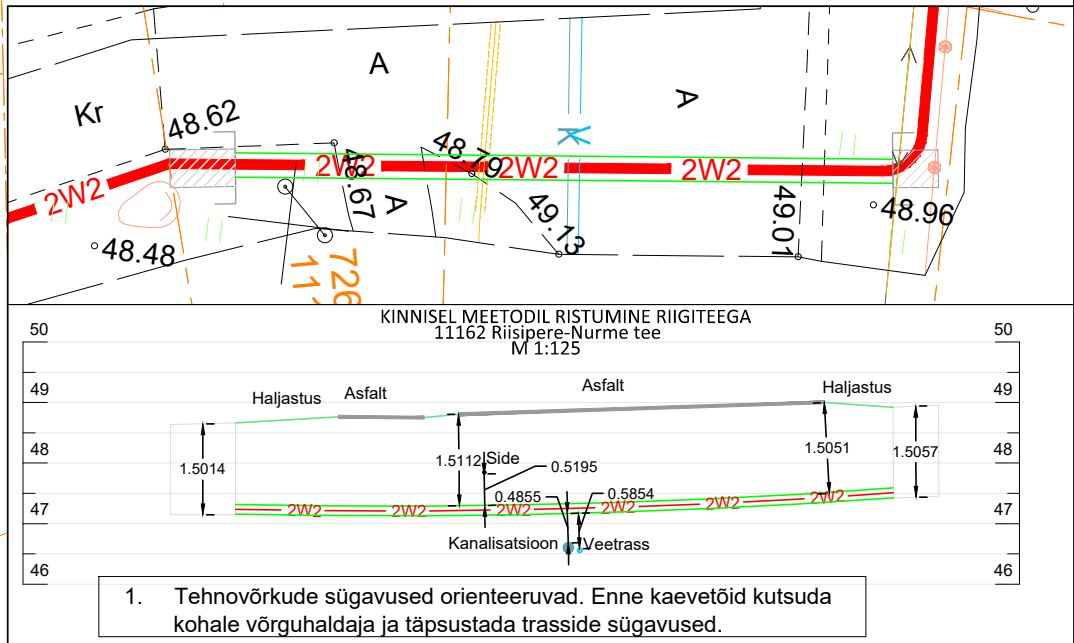 A
Kr
A
48.62
2W2
48.79
2W2
2W2
2W2
48.67
A
49.13
49.01
48.96
48.48
726
KINNISEL MEETODIL RISTUMINE RIIGITEEGA
11162 Riisipere-Nurme tee
M 1:125
50
50
49
49
Haljastus
Asfalt
Asfalt
Haljastus
48
48
1.5014
1.5112
Side
0.5195
1.5051
1.5057
0.4855
0.5854
47
2W2
2W2
2W2
2W2
2W2
2W2
47
Kanalisatsioon
Veetrass
46
46
1. Tehnovõrkude sügavused orienteeruvad. Enne kaevetõid kutsuda
kohale võrguhaldaja ja täpsustada trasside sügavused.